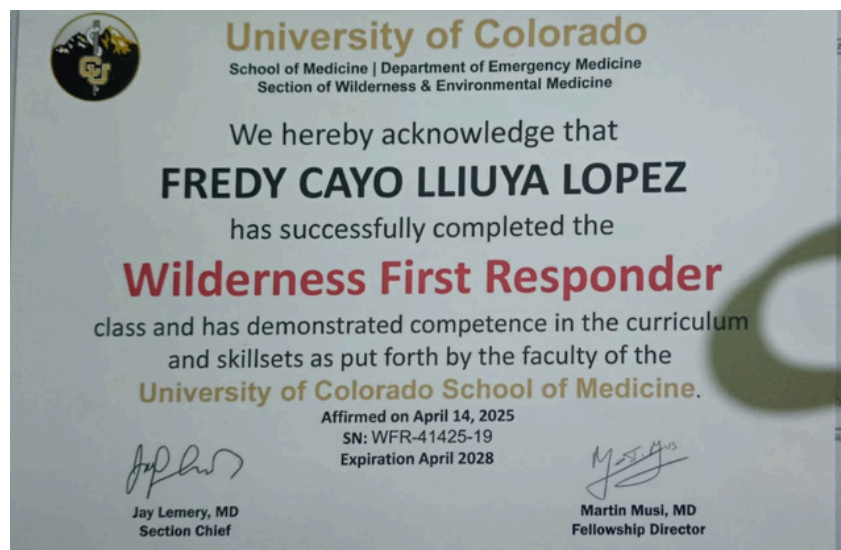 CU
University of Colorado
School of Medicine | Department of Emergency Medicine
Section of Wilderness & Environmental Medicine
We hereby acknowledge that
FREDY CAYO LLIUYA LOPEZ
has successfully completed the
Wilderness First Responder
class and has demonstrated competence in the curriculum
and skillsets as put forth by the faculty of the
University of Colorado School of Medicine.
Affirmed on April 14, 2025
SN: WFR-41425-19
Expiration April 2028
Jay Lemery, MD
Section Chief
Martin Musi, MD
Fellowship Director